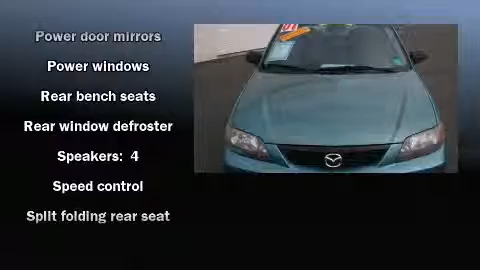 Power door mirrors
Power windows
Rear bench seats
Rear window defroster
Speakers: 4
Speed control
Split folding rear seat